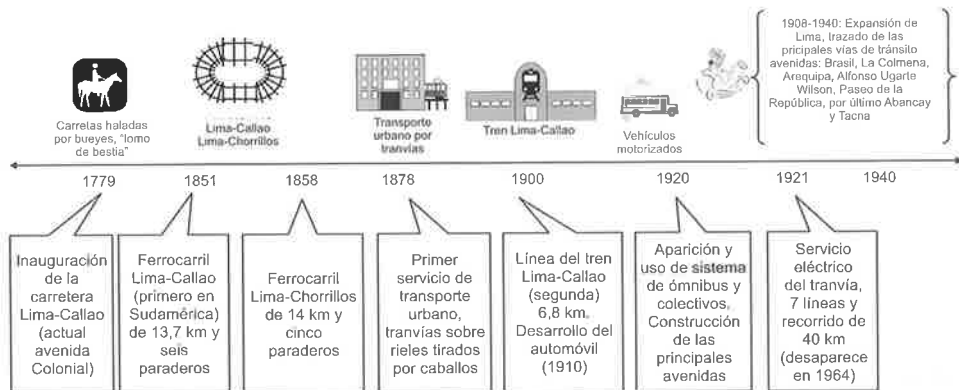 1908-1940: Expansión de
Lima, trazado de las
pricipales vías de tránsito
avenidas: Brasil, La Colmena,
Arequipa, Alfonso Ugarte
Wilson, Paseo de la
República, por último Abancay
y Tacna
Carretas haladas
por bueyes, "lomo
de bestia"
Lima-Callao
Lima-Chorrillos
Transporte
urbano por
tranvías
Tren Lima-Callao
Vehículos
motorizados
1779
1851
1858
1878
1900
1920
1921
1940
Inauguración
de la
carretera
Lima-Callao
(actual
avenida
Colonial)
Ferrocarril
Lima-Callao
(primero en
Sudamérica)
de 13,7 km y
seis
paraderos
Ferrocarril
Lima-Chorrillos
de 14 km y
cinco
paraderos
Primer
servicio de
transporte
urbano,
tranvías sobre
rieles tirados
por caballos
Línea del tren
Lima-Callao
(segunda)
6,8 km.
Desarrollo del
automóvil
(1910)
Aparición y
uso de sistema
de ómnibus y
colectivos.
Construcción
de las
principales
avenidas
Servicio
eléctrico
del tranvía,
7 líneas y
recorrido de
40 km
(desaparece
en 1964)